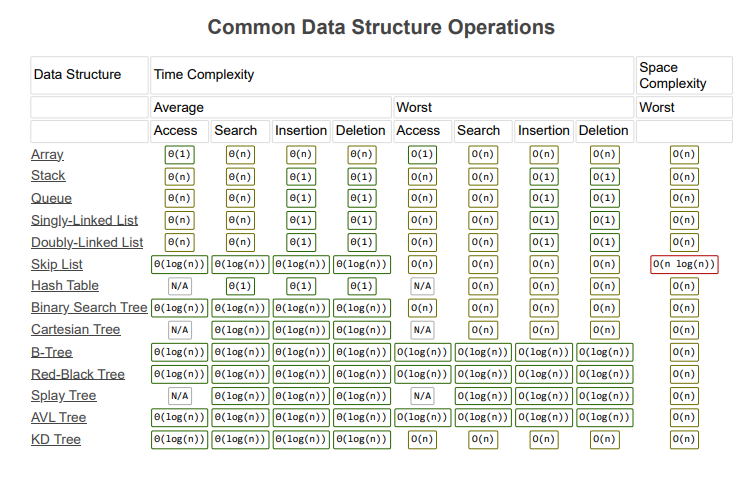 Common Data Structure Operations
Data Structure Time Complexity Space Complexity
Average Worst Worst
Access Search Insertion Deletion Access Search Insertion Deletion
Array Θ(1) Θ(n) Θ(n) Θ(n) O(1) O(n) O(n) O(n) O(n)
Stack Θ(n) Θ(n) Θ(1) Θ(1) O(n) O(n) O(1) O(1) O(n)
Queue Θ(n) Θ(n) Θ(1) Θ(1) O(n) O(n) O(1) O(1) O(n)
Singly-Linked List Θ(n) Θ(n) Θ(1) Θ(1) O(n) O(n) O(1) O(1) O(n)
Doubly-Linked List Θ(n) Θ(n) Θ(1) Θ(1) O(n) O(n) O(1) O(1) O(n)
Skip List Θ(log(n)) Θ(log(n)) Θ(log(n)) Θ(log(n)) O(n) O(n) O(n) O(n) O(n log(n))
Hash Table N/A Θ(1) Θ(1) Θ(1) N/A O(n) O(n) O(n) O(n)
Binary Search Tree Θ(log(n)) Θ(log(n)) Θ(log(n)) Θ(log(n)) O(n) O(n) O(n) O(n) O(n)
Cartesian Tree N/A Θ(log(n)) Θ(log(n)) Θ(log(n)) N/A O(n) O(n) O(n) O(n)
B-Tree Θ(log(n)) Θ(log(n)) Θ(log(n)) Θ(log(n)) O(log(n)) O(log(n)) O(log(n)) O(log(n)) O(n)
Red-Black Tree Θ(log(n)) Θ(log(n)) Θ(log(n)) Θ(log(n)) O(log(n)) O(log(n)) O(log(n)) O(log(n)) O(n)
Splay Tree N/A Θ(log(n)) Θ(log(n)) Θ(log(n)) N/A O(log(n)) O(log(n)) O(log(n)) O(n)
AVL Tree Θ(log(n)) Θ(log(n)) Θ(log(n)) Θ(log(n)) O(log(n)) O(log(n)) O(log(n)) O(log(n)) O(n)
KD Tree Θ(log(n)) Θ(log(n)) Θ(log(n)) Θ(log(n)) O(n) O(n) O(n) O(n) O(n)